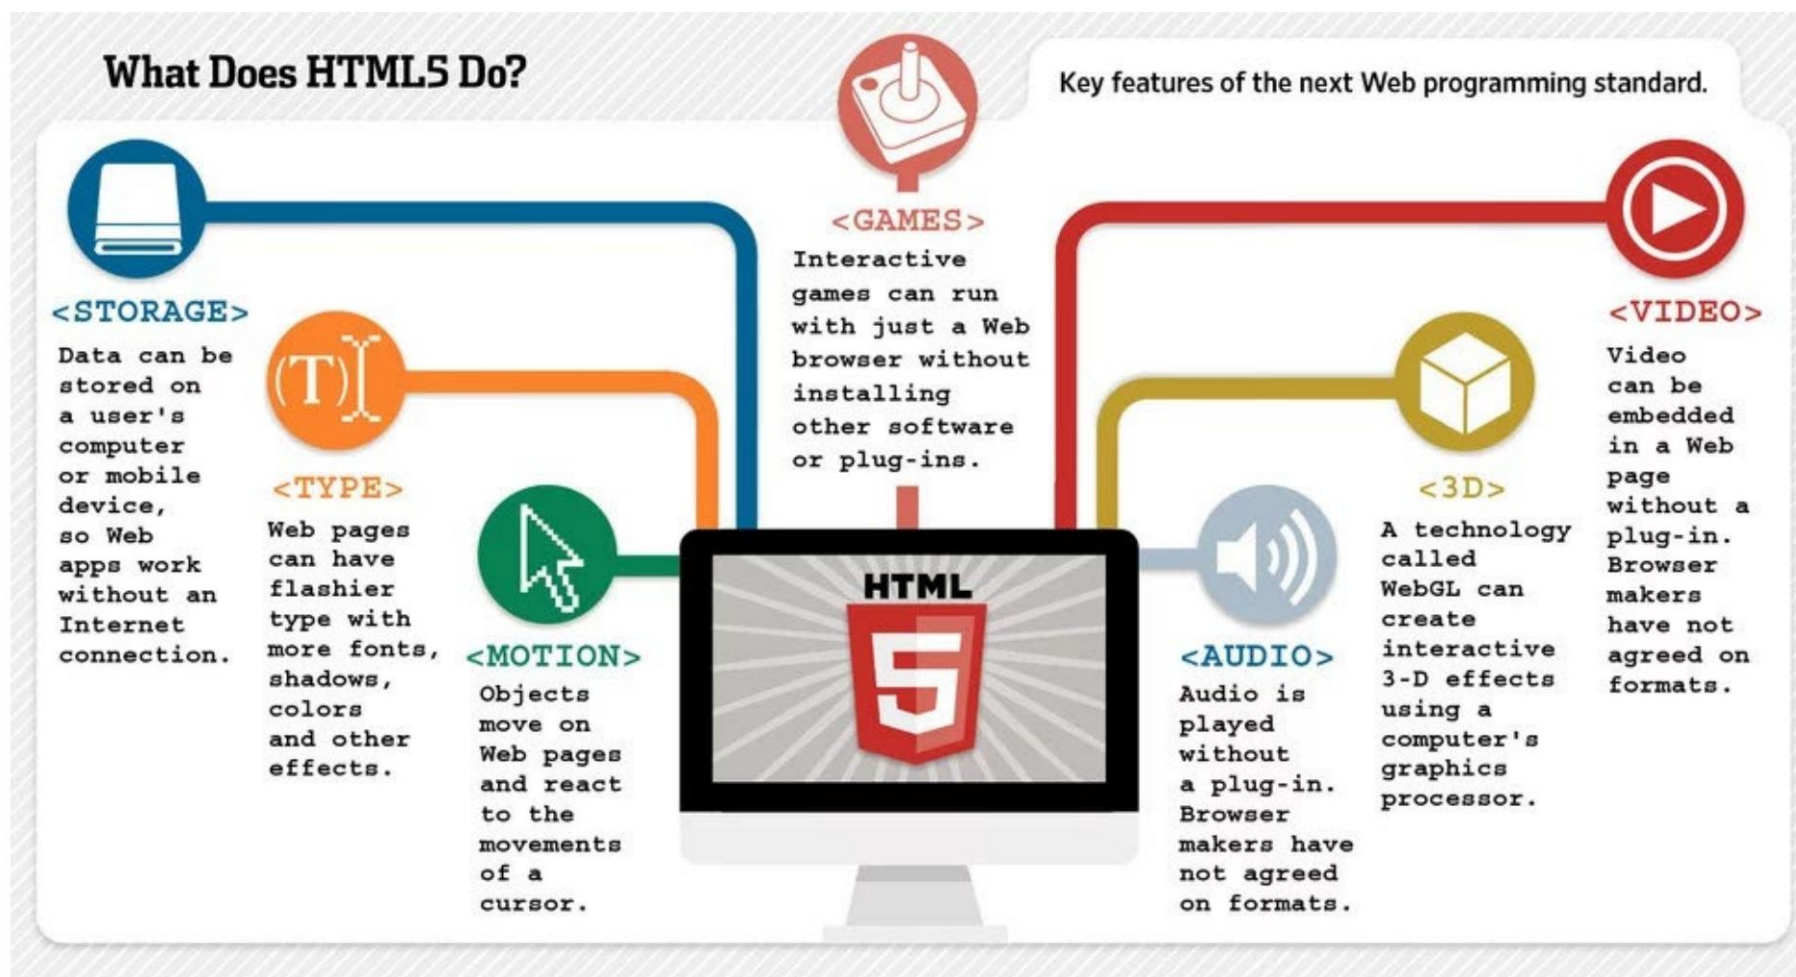 What Does HTML5 Do?
Key features of the next Web programming standard.
<STORAGE>
Data can be
stored on
a user's
computer
or mobile
device,
so Web
apps work
without an
Internet
connection.
(T)
<TYPE>
Web pages
can have
flashier
type with
more fonts,
shadows,
colors
and other
effects.
<MOTION>
Objects
move on
Web pages
and react
to the
movements
of a
cursor.
<GAMES>
Interactive
games can run
with just a Web
browser without
installing
other software
or plug-ins.
HTML
5
<AUDIO>
Audio is
played
without
a plug-in.
Browser
makers have
not agreed
on formats.
<3D>
A technology
called
WebGL can
create
interactive
3-D effects
using a
computer's
graphics
processor.
<VIDEO>
Video
can be
embedded
in a Web
page
without a
plug-in.
Browser
makers
have not
agreed on
formats.